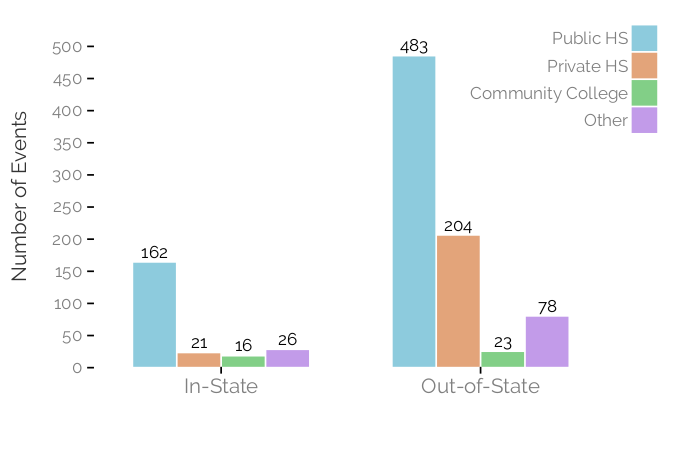 Number of Events
500
450
400
350
300
250
200
150
100
50
0
162
21
16
26
483
204
23
78
In-State
Out-of-State
Public HS
Private HS
Community College
Other